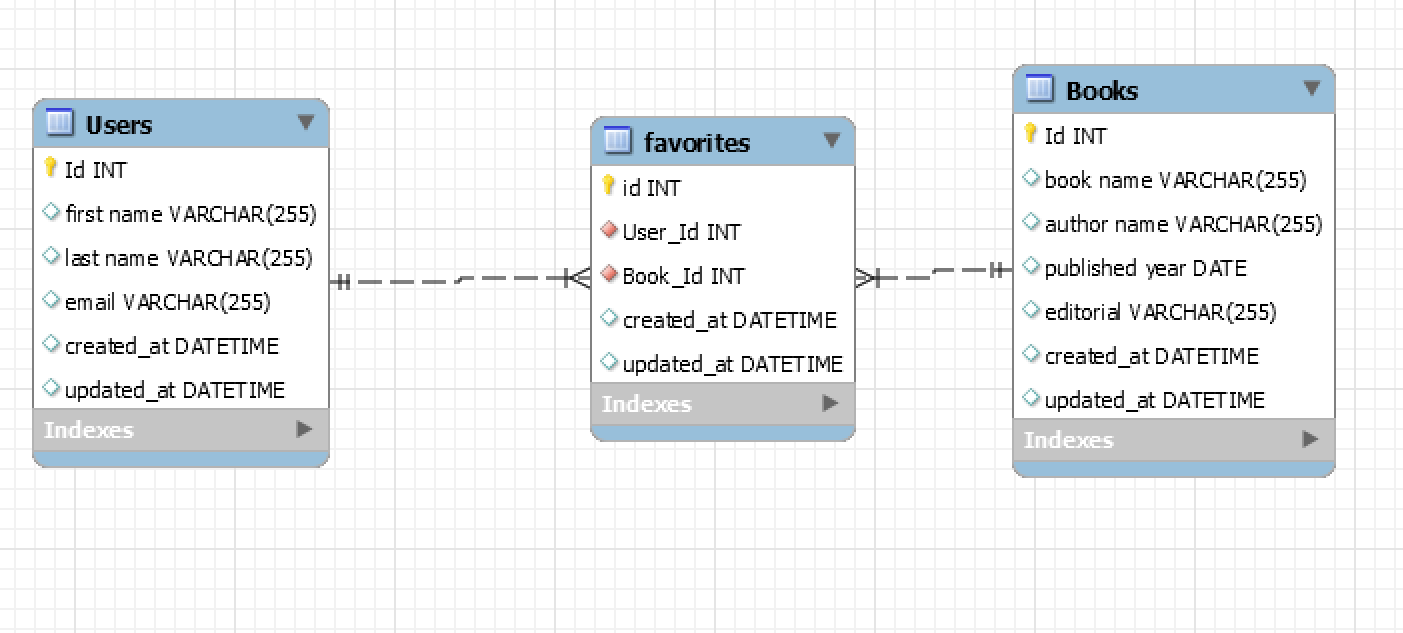 Users
Id INT
first name VARCHAR(255)
last name VARCHAR(255)
email VARCHAR(255)
created_at DATETIME
updated_at DATETIME
Indexes
favorites
id INT
User_Id INT
Book_Id INT
created_at DATETIME
updated_at DATETIME
Indexes
Books
Id INT
book name VARCHAR(255)
author name VARCHAR(255)
published year DATE
editorial VARCHAR(255)
created_at DATETIME
updated_at DATETIME
Indexes